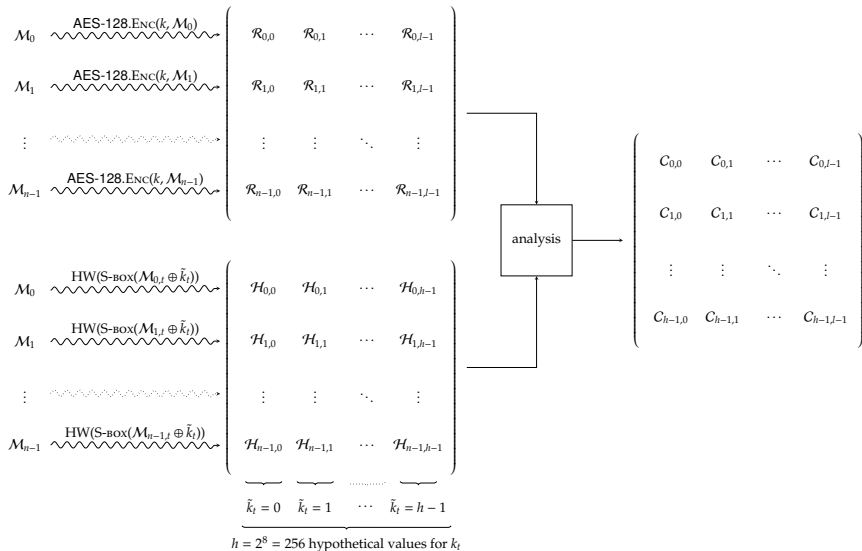 M₀ AES-128.Enc(k, M₀) R₀,₀ R₀,₁ ⋯ R₀,l−1
M₁ AES-128.Enc(k, M₁) R₁,₀ R₁,₁ ⋯ R₁,l−1
⋮ ⋮ ⋮ ⋱ ⋮
Mₙ₋₁ AES-128.Enc(k, Mₙ₋₁) Rₙ₋₁,₀ Rₙ₋₁,₁ ⋯ Rₙ₋₁,l−1
analysis
C₀,₀ C₀,₁ ⋯ C₀,l−1
C₁,₀ C₁,₁ ⋯ C₁,l−1
⋮ ⋮ ⋱ ⋮
Cₕ₋₁,₀ Cₕ₋₁,₁ ⋯ Cₕ₋₁,l−1
M₀ HW(S-box(M₀,t ⊕ k̃t)) H₀,₀ H₀,₁ ⋯ H₀,h−1
M₁ HW(S-box(M₁,t ⊕ k̃t)) H₁,₀ H₁,₁ ⋯ H₁,h−1
⋮ ⋮ ⋮ ⋱ ⋮
Mₙ₋₁ HW(S-box(Mₙ₋₁,t ⊕ k̃t)) Hₙ₋₁,₀ Hₙ₋₁,₁ ⋯ Hₙ₋₁,h−1
k̃t = 0 k̃t = 1 ⋯ k̃t = h − 1
h = 2⁸ = 256 hypothetical values for kt